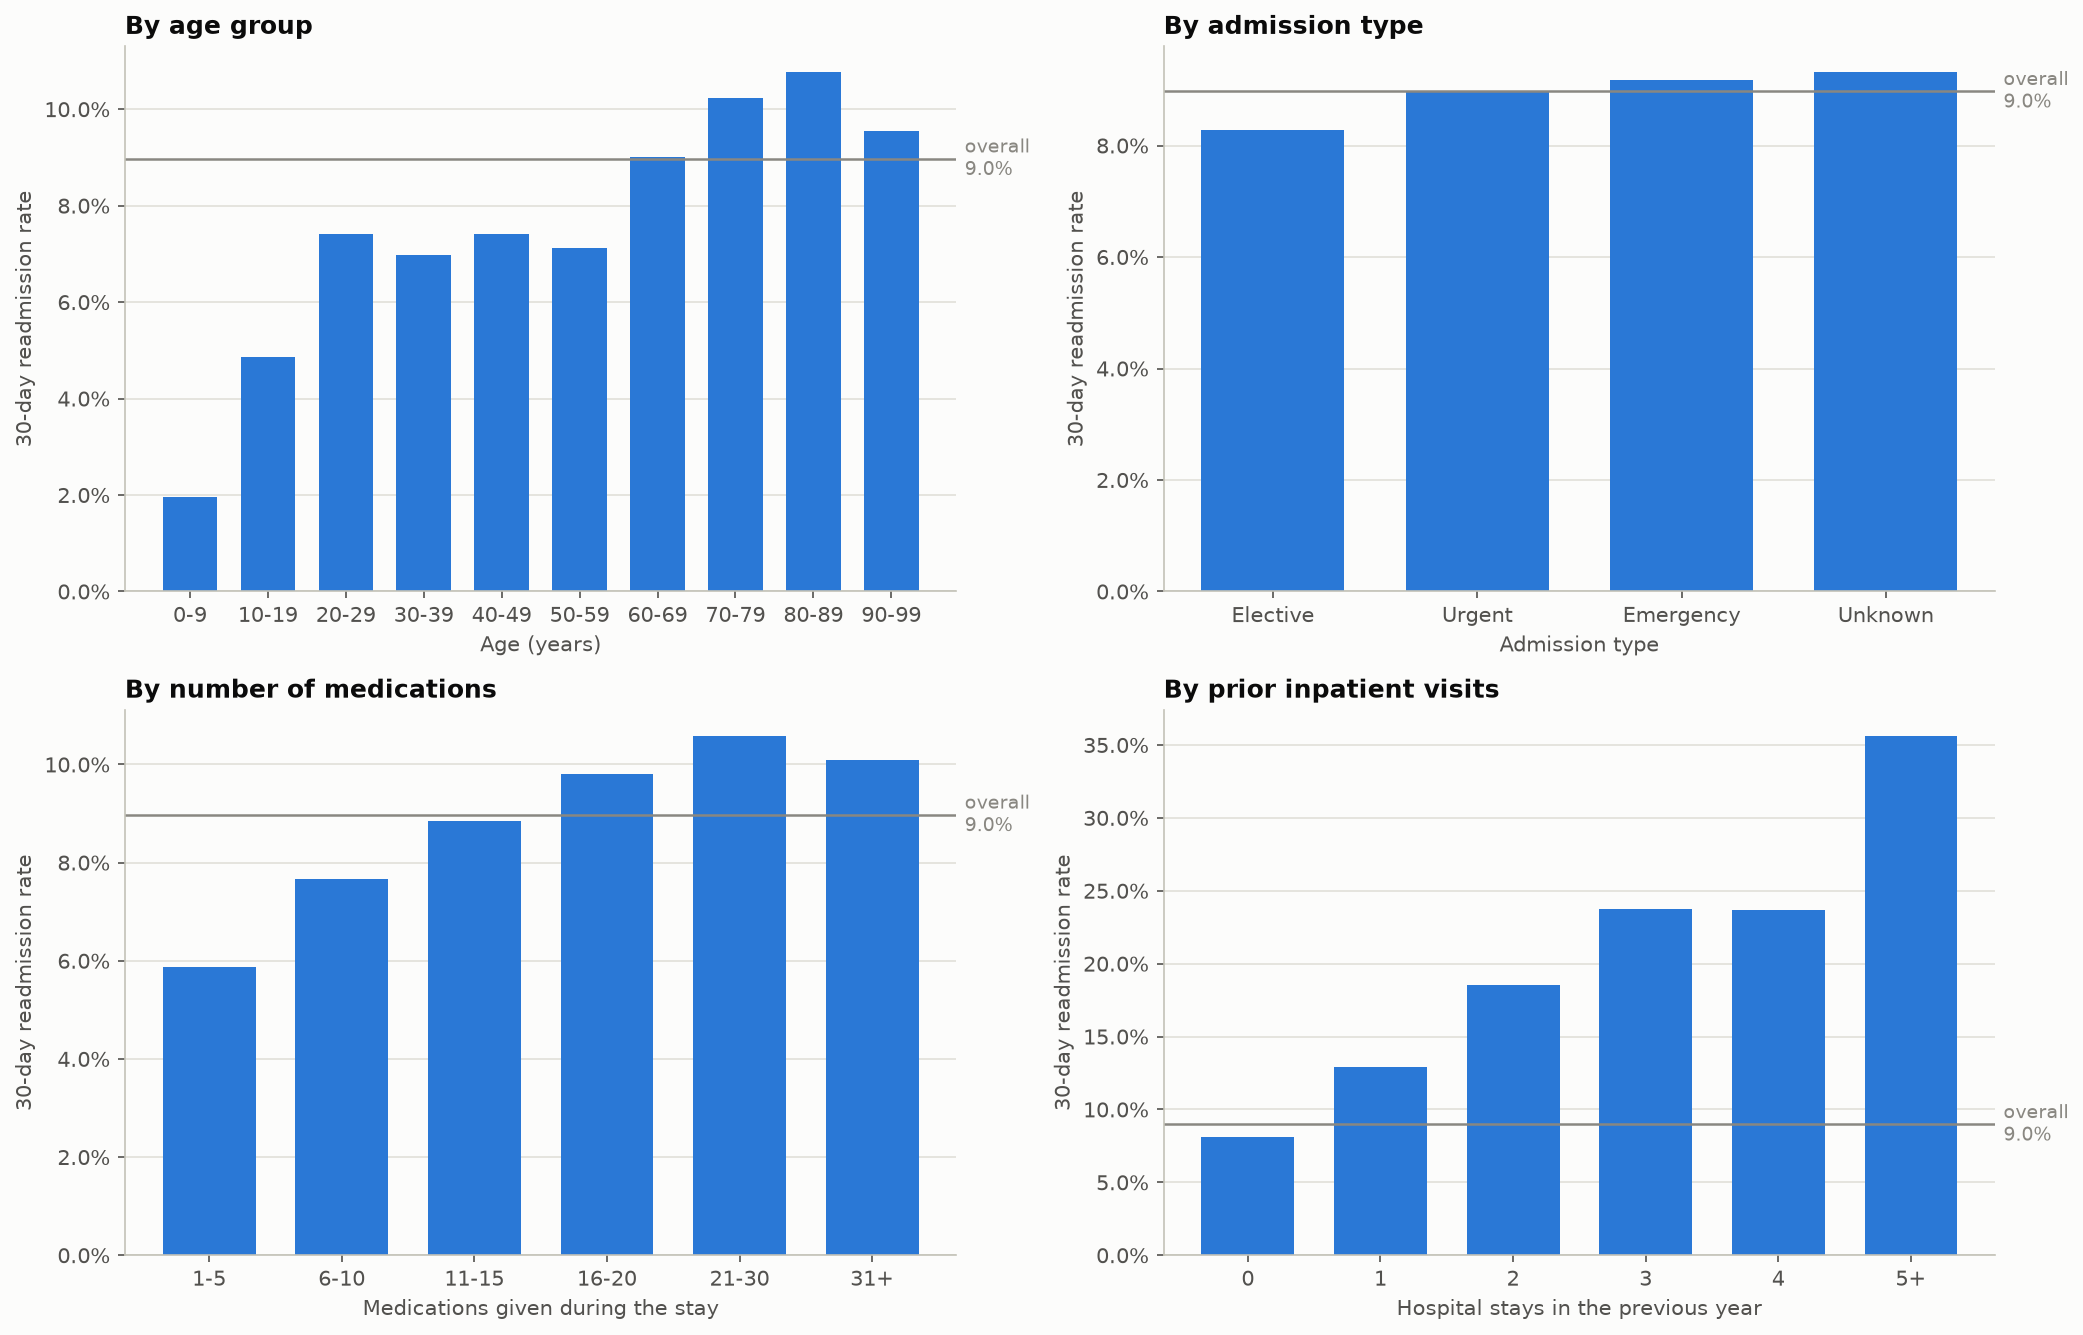 By age group
30-day readmission rate
10.0%
8.0%
6.0%
4.0%
2.0%
0.0%
overall
9.0%
0-9 10-19 20-29 30-39 40-49 50-59 60-69 70-79 80-89 90-99
Age (years)
By admission type
30-day readmission rate
8.0%
6.0%
4.0%
2.0%
0.0%
overall
9.0%
Elective Urgent Emergency Unknown
Admission type
By number of medications
30-day readmission rate
10.0%
8.0%
6.0%
4.0%
2.0%
0.0%
overall
9.0%
1-5 6-10 11-15 16-20 21-30 31+
Medications given during the stay
By prior inpatient visits
30-day readmission rate
35.0%
30.0%
25.0%
20.0%
15.0%
10.0%
5.0%
0.0%
overall
9.0%
0 1 2 3 4 5+
Hospital stays in the previous year